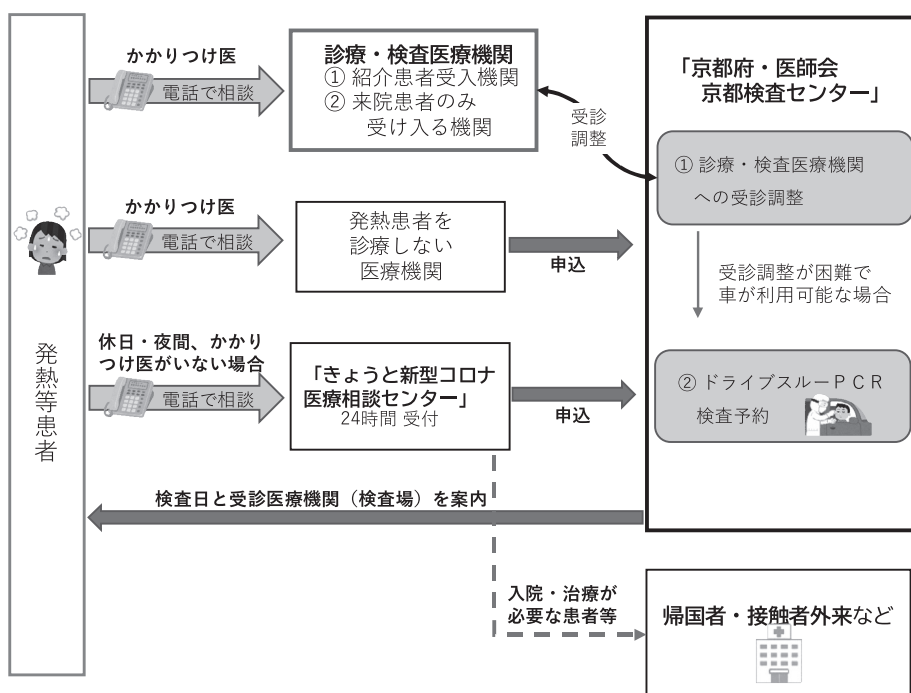 発熱等患者
かかりつけ医
電話で相談
診療・検査医療機関
① 紹介患者受入機関
② 来院患者のみ
受け入る機関
受診
調整
「京都府・医師会
京都検査センター」
① 診療・検査医療機関
への受診調整
かかりつけ医
電話で相談
発熱患者を
診療しない
医療機関
申込
受診調整が困難で
車が利用可能な場合
休日・夜間、かかり
つけ医がいない場合
電話で相談
「きょうと新型コロナ
医療相談センター」
24時間 受付
申込
② ドライブスルーPCR
検査予約
検査日と受診医療機関（検査場）を案内
入院・治療が
必要な患者等
帰国者・接触者外来など